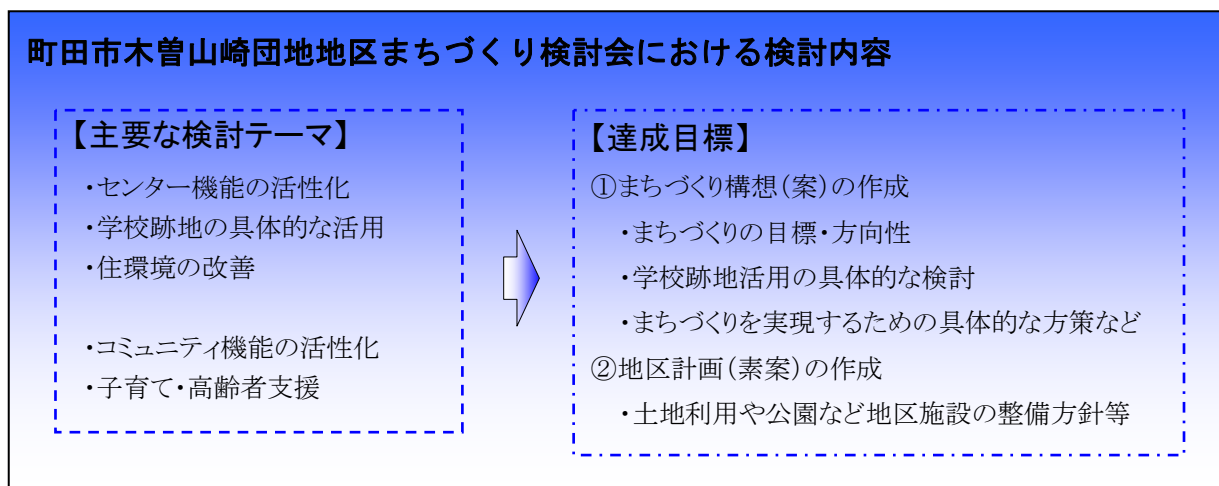 町田市木曽山崎団地地区まちづくり検討会における検討内容
【主要な検討テーマ】
・センター機能の活性化
・学校跡地の具体的な活用
・住環境の改善
・コミュニティ機能の活性化
・子育て・高齢者支援
【達成目標】
①まちづくり構想（案）の作成
・まちづくりの目標・方向性
・学校跡地活用の具体的な検討
・まちづくりを実現するための具体的な方策など
②地区計画（素案）の作成
・土地利用や公園など地区施設の整備方針等